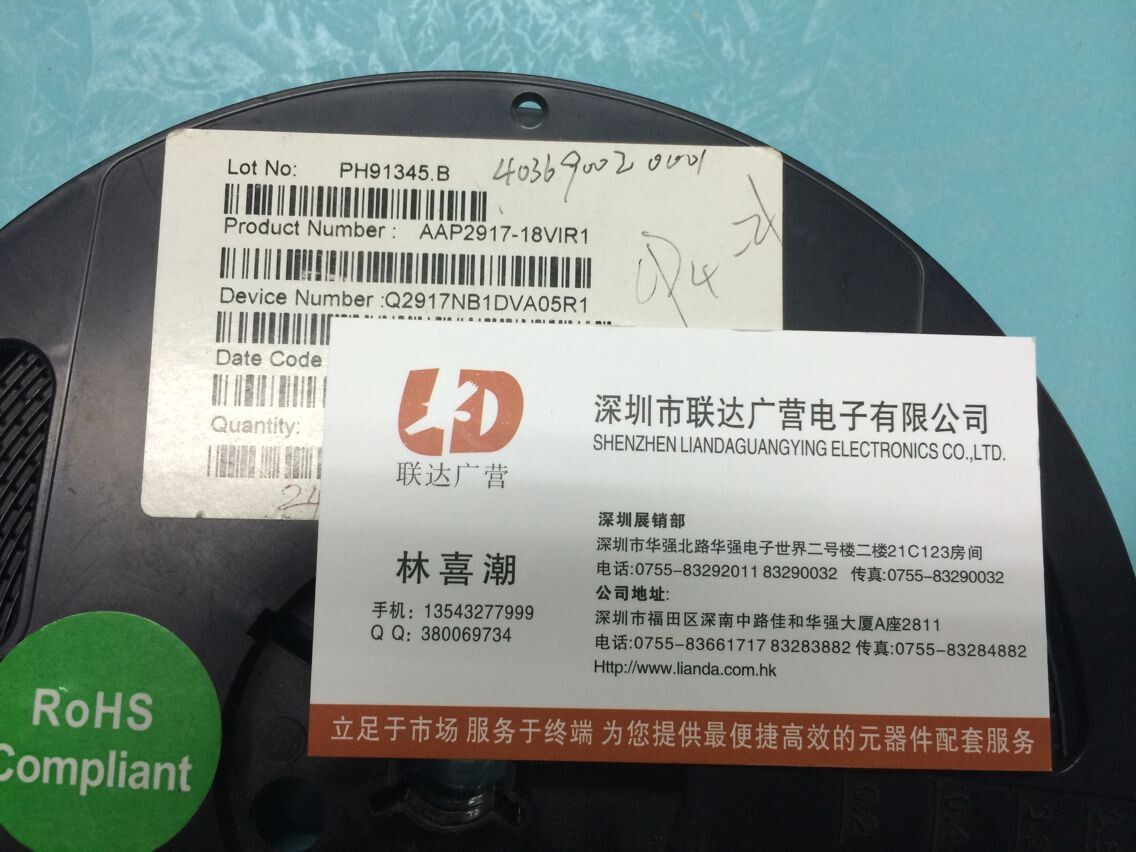 Lot No: PH91345.B 40369002 0001
Product Number : AAP2917-18VIR1
Device Number :Q2917NB1DVA05R1
Date Code
Quantity:
24
LD
联达广营
深圳市联达广营电子有限公司
SHENZHEN LIANDAGUANGYING ELECTRONICS CO.,LTD.
林喜潮
手机: 13543277999
Q Q: 380069734
深圳展销部
深圳市华强北路华强电子世界二号楼二楼21C123房间
电话:0755-83292011 83290032 传真:0755-83290032
公司地址:
深圳市福田区深南中路佳和华强大厦A座2811
电话:0755-83661717 83283882 传真:0755-83284882
Http://www.lianda.com.hk
立足于市场 服务于终端 为您提供最便捷高效的元器件配套服务
RoHS
Compliant